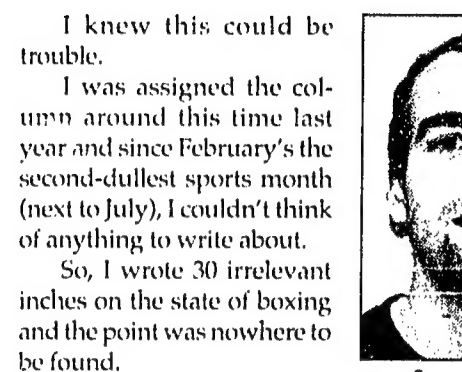 I knew this could be
trouble.
I was assigned the col-
umn around this time last
year and since February's the
second-dullest sports month
(next to July), I couldn't think
of anything to write about.
So, I wrote 30 irrelevant
inches on the state of boxing
and the point was nowhere to
be found.